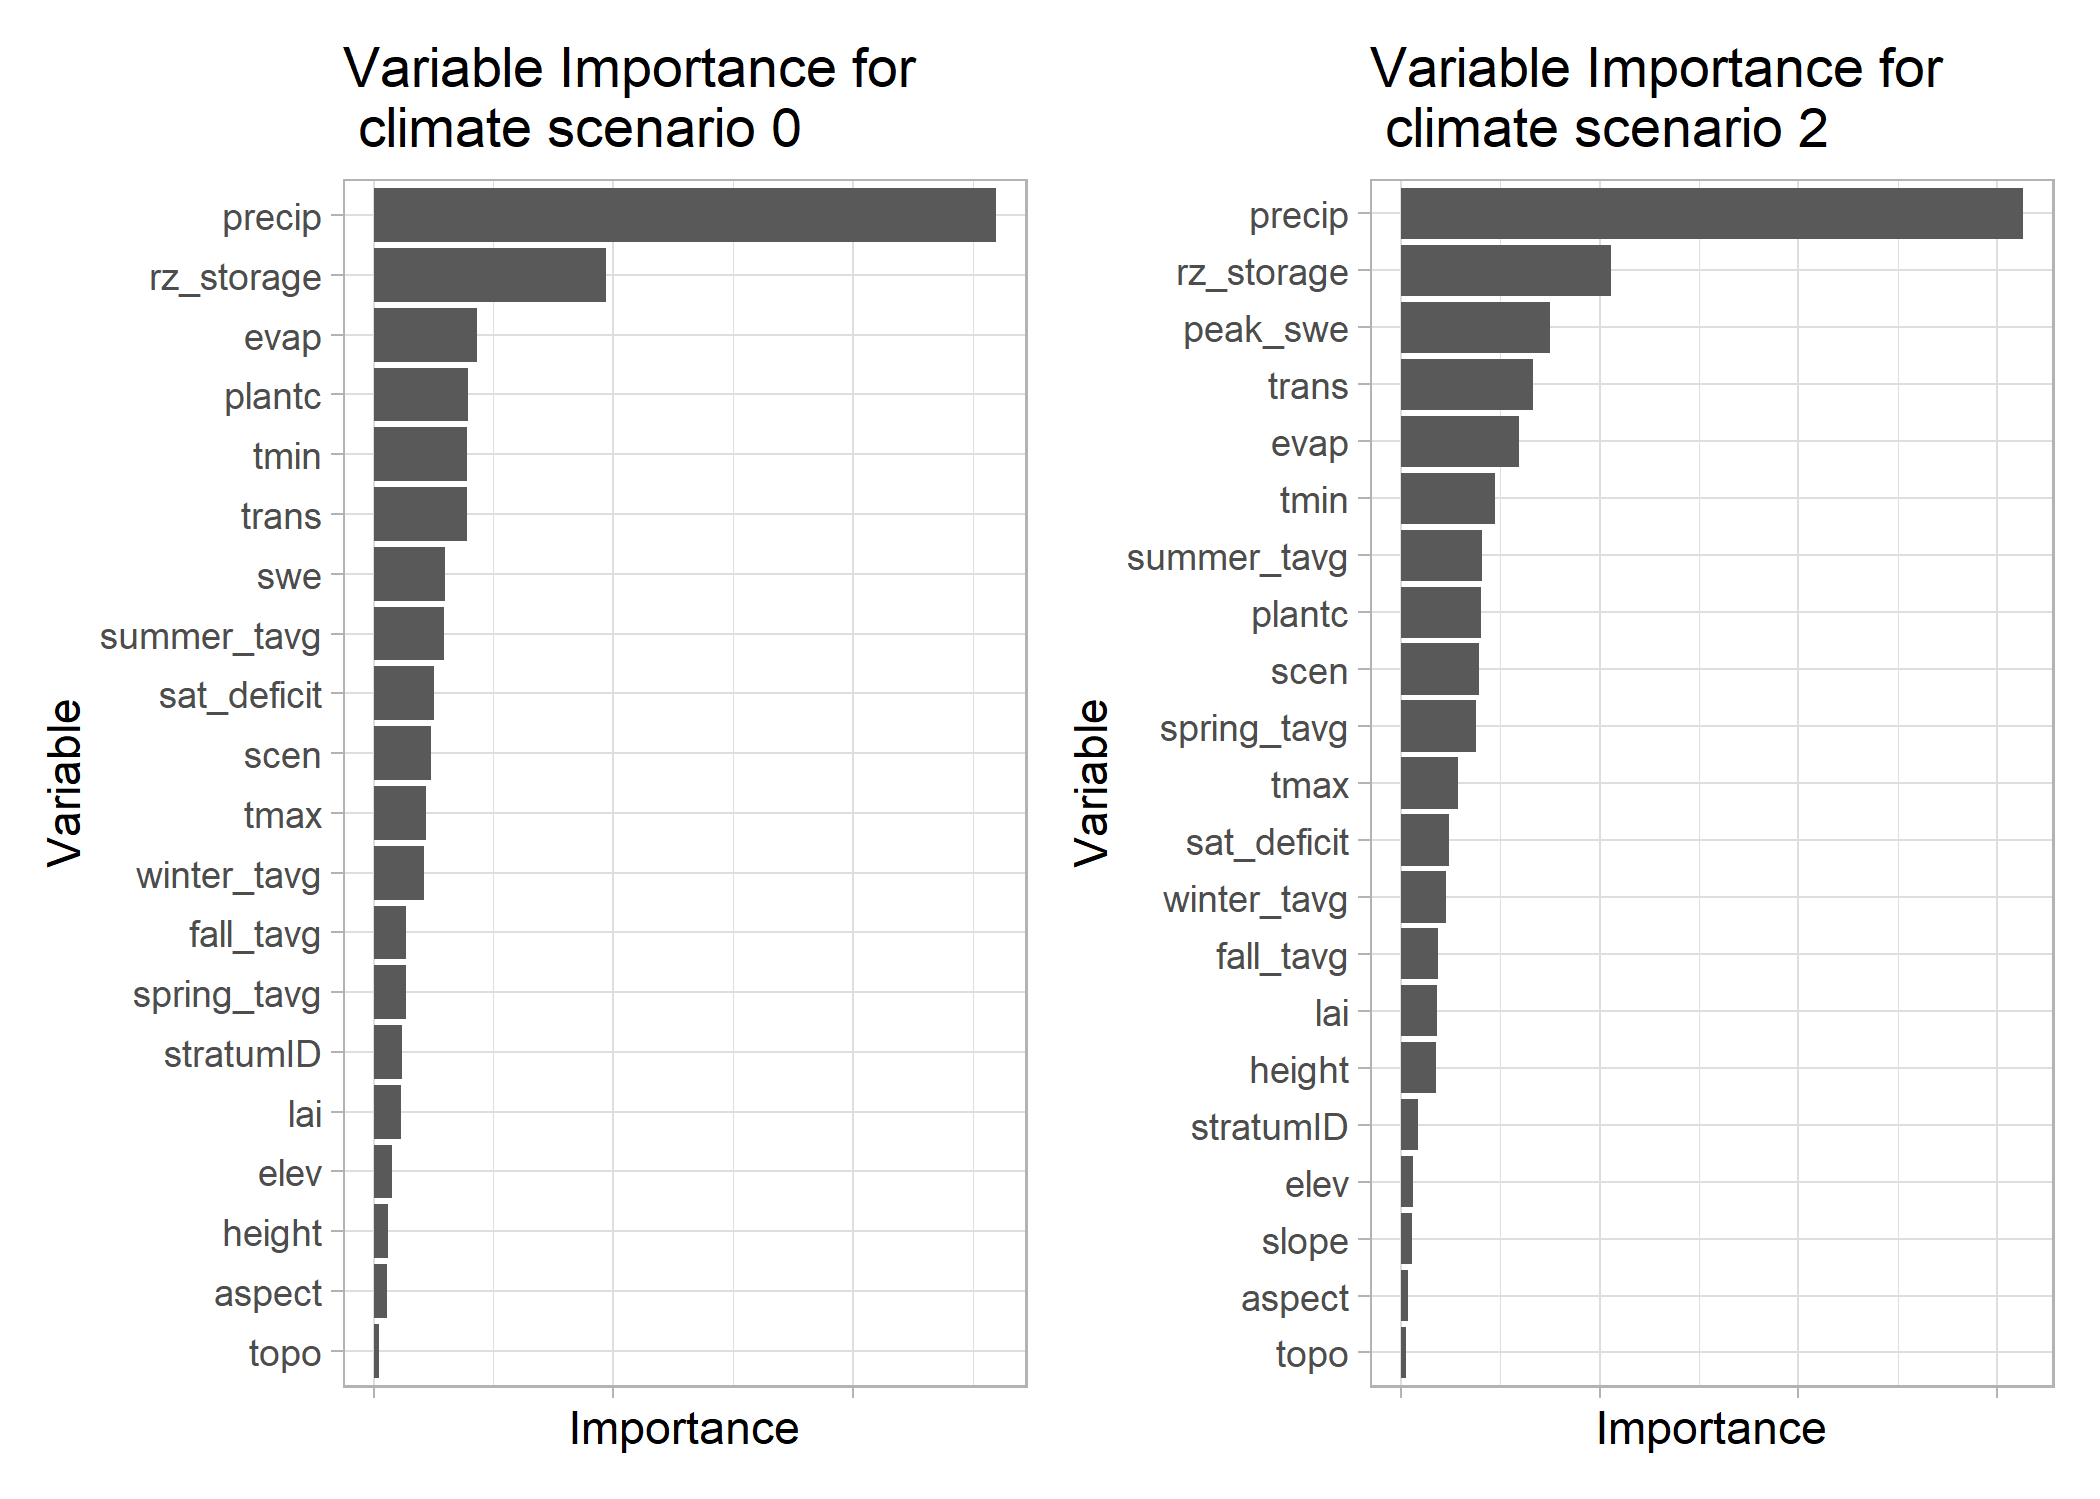 Variable Importance for
climate scenario 0
precip
rz_storage
evap
plantc
tmin
trans
swe
summer_tavg
sat_deficit
scen
tmax
winter_tavg
fall_tavg
spring_tavg
stratumID
lai
elev
height
aspect
topo
Variable
Importance
Variable Importance for
climate scenario 2
precip
rz_storage
peak_swe
trans
evap
tmin
summer_tavg
plantc
scen
spring_tavg
tmax
sat_deficit
winter_tavg
fall_tavg
lai
height
stratumID
elev
slope
aspect
topo
Variable
Importance